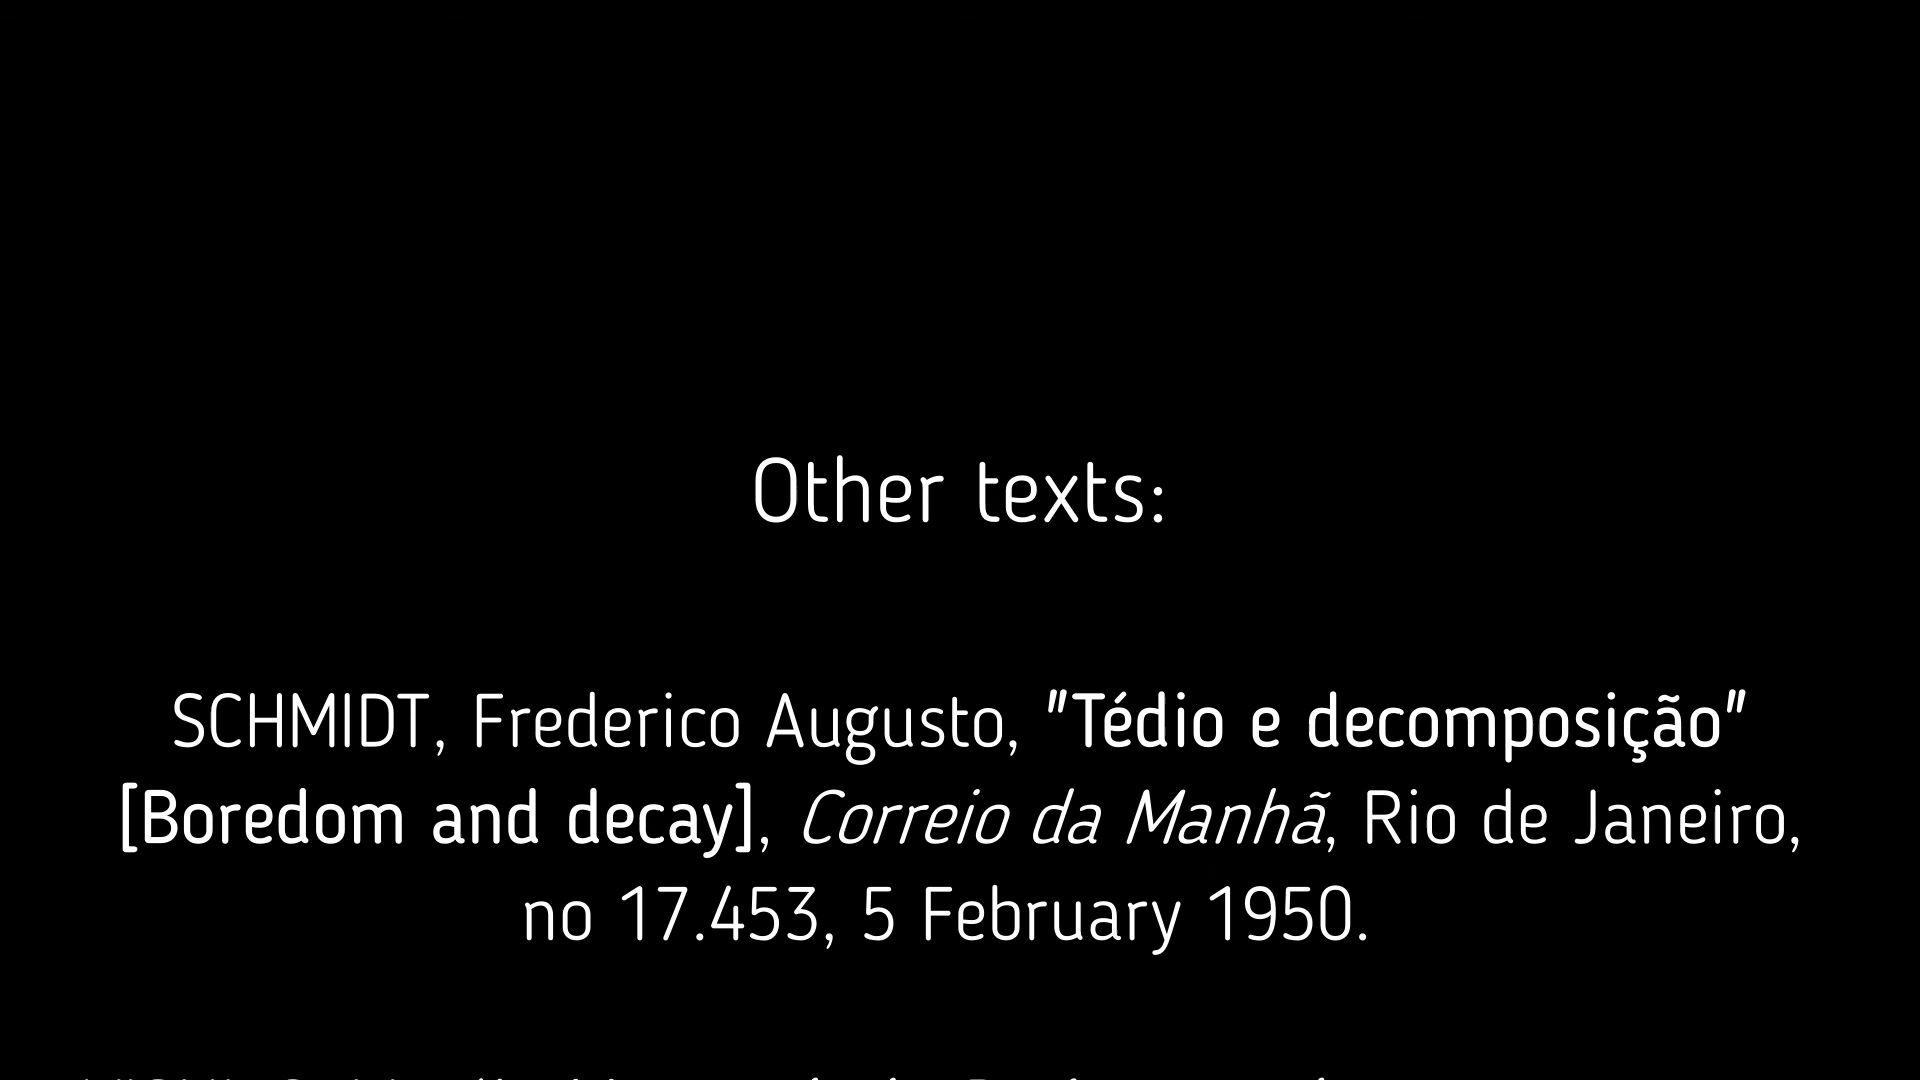 Other texts:
SCHMIDT, Frederico Augusto, "Tédio e decomposição"
[Boredom and decay], Correio da Manhã, Rio de Janeiro,
no 17.453, 5 February 1950.